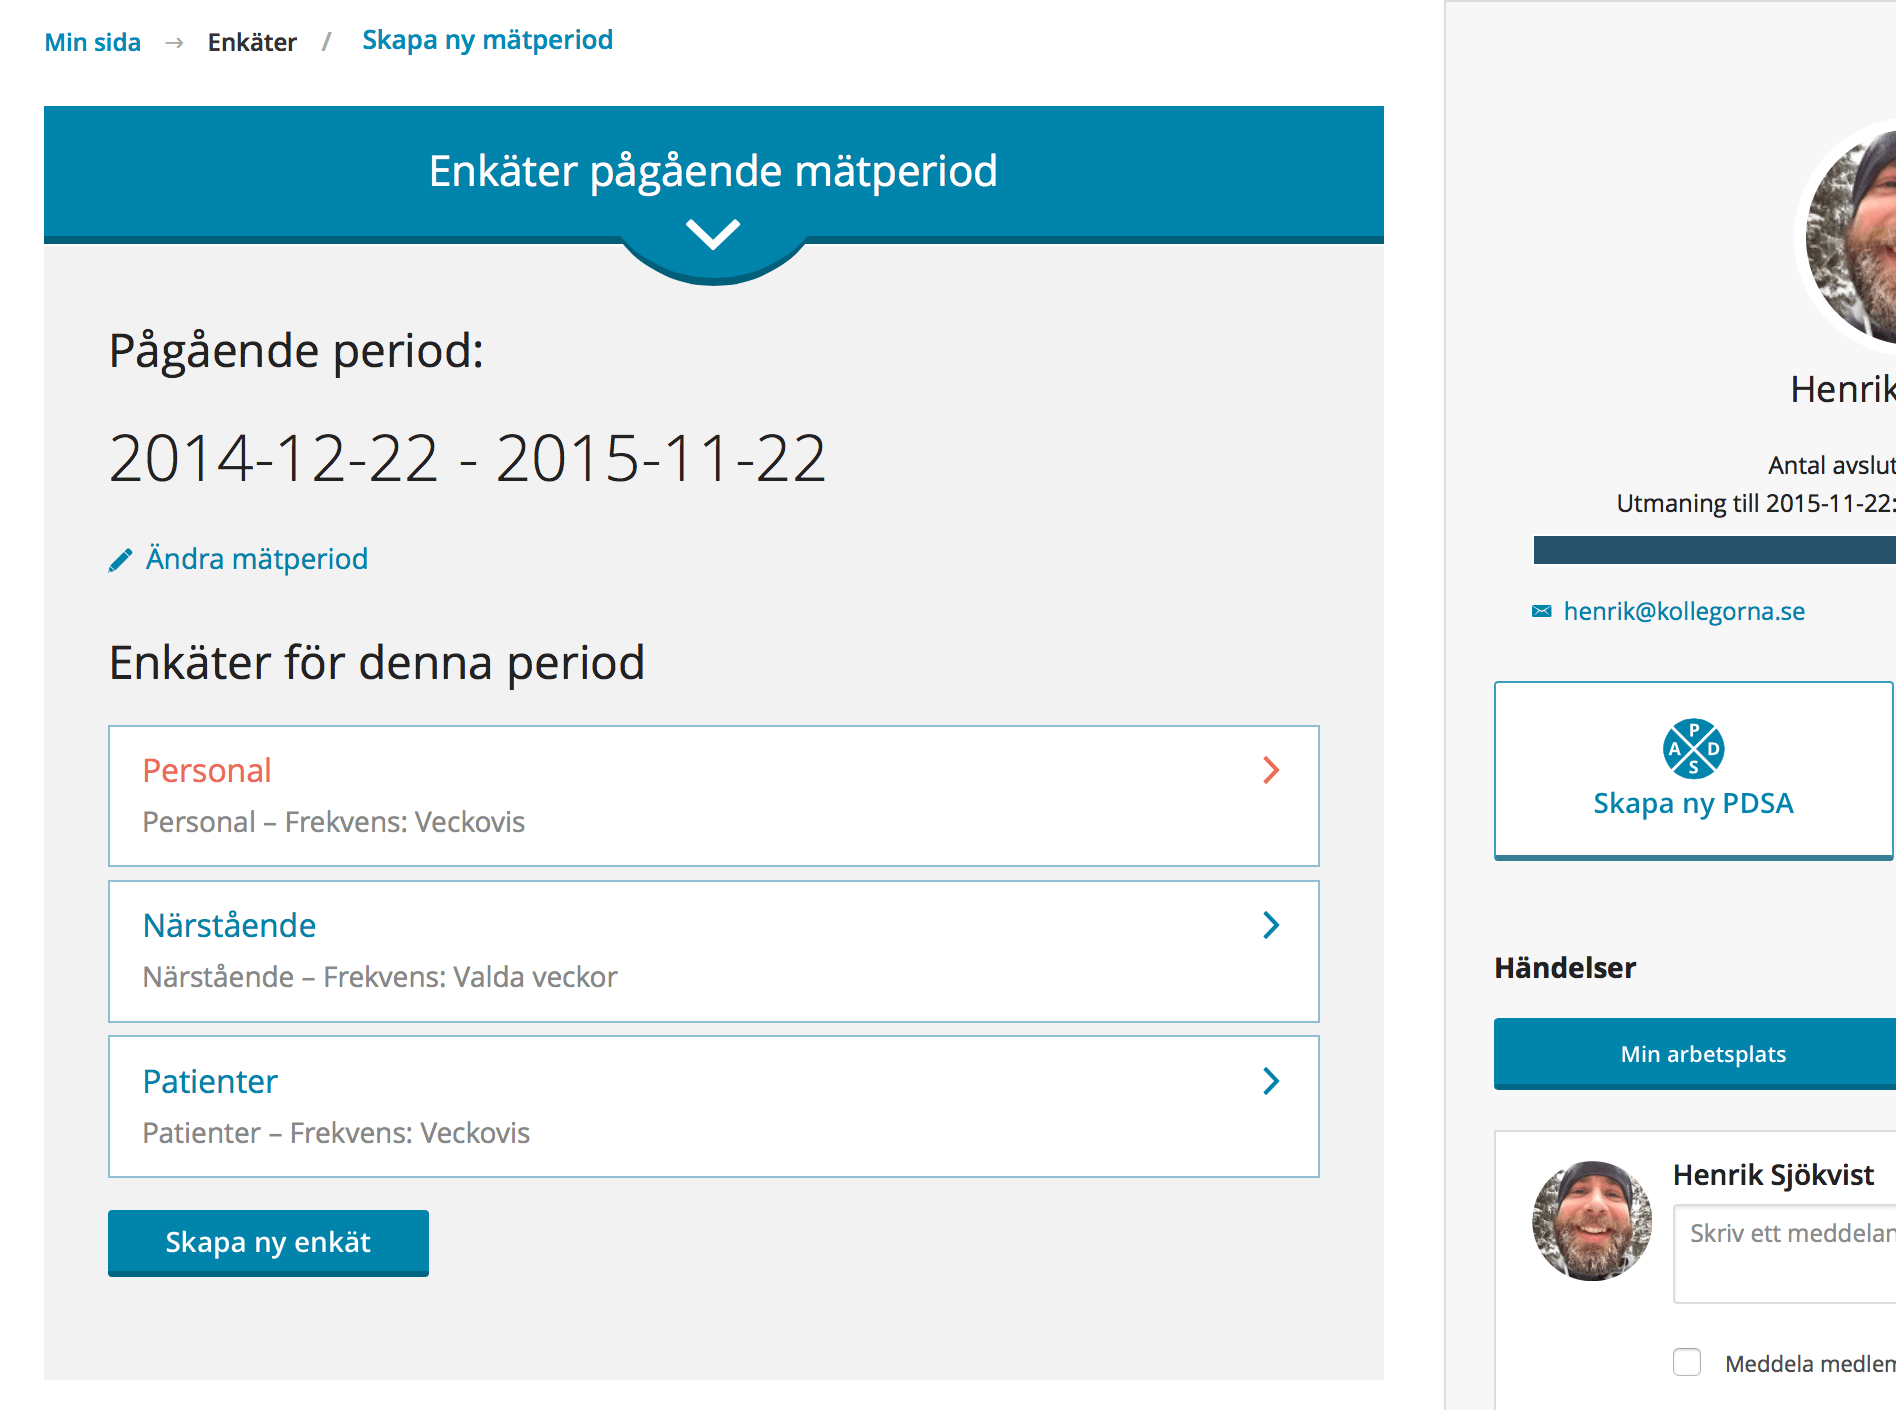 Min sida → Enkäter / Skapa ny mätperiod
Enkäter pågående mätperiod
Pågående period:
2014-12-22 - 2015-11-22
Ändra mätperiod
Enkäter för denna period
Personal
Personal – Frekvens: Veckovis
Närstående
Närstående – Frekvens: Valda veckor
Patienter
Patienter – Frekvens: Veckovis
Skapa ny enkät
Henrik
Antal avslut
Utmaning till 2015-11-22:
henrik@kollegorna.se
P
A D
S
Skapa ny PDSA
Händelser
Min arbetsplats
Henrik Sjökvist
Skriv ett meddelan
Meddela medlem